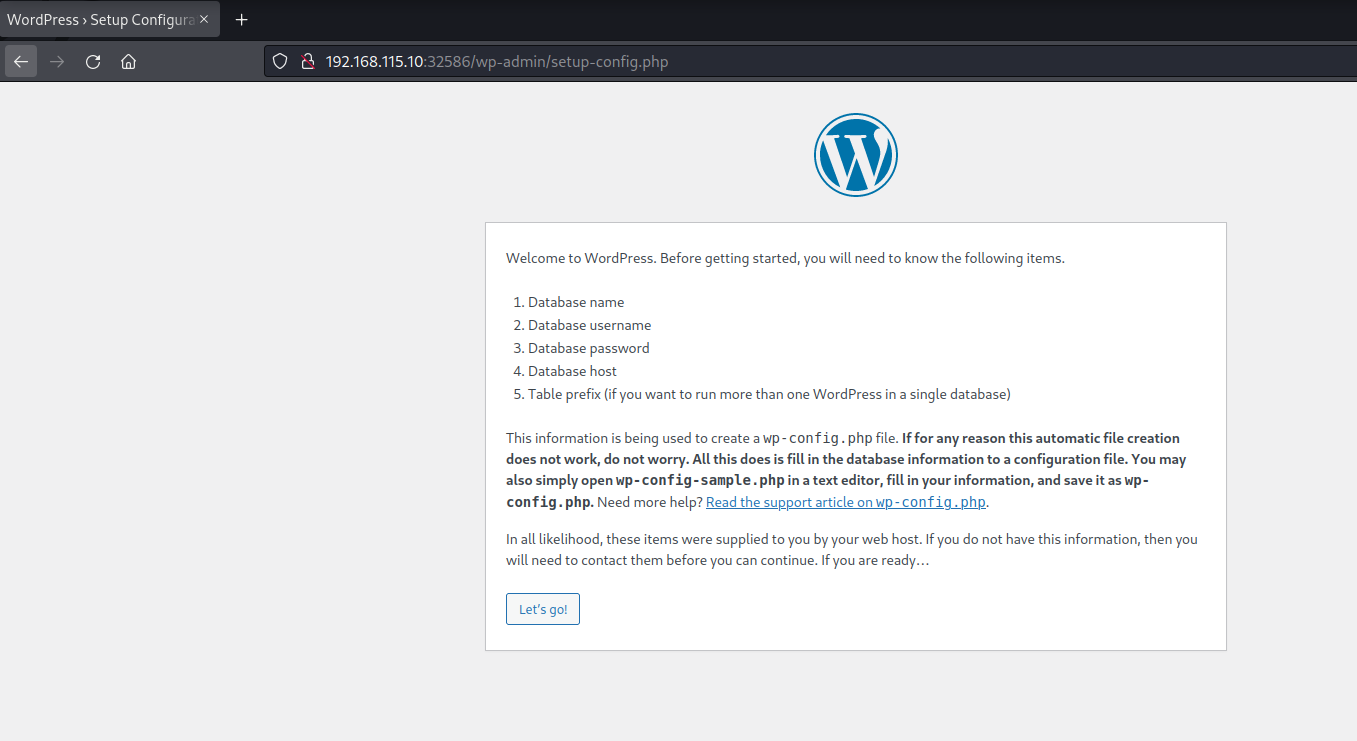 WordPress › Setup Configura
192.168.115.10:32586/wp-admin/setup-config.php
Welcome to WordPress. Before getting started, you will need to know the following items.
1. Database name
2. Database username
3. Database password
4. Database host
5. Table prefix (if you want to run more than one WordPress in a single database)
This information is being used to create a wp-config.php file. If for any reason this automatic file creation
does not work, do not worry. All this does is fill in the database information to a configuration file. You may
also simply open wp-config-sample.php in a text editor, fill in your information, and save it as wp-
config.php. Need more help? Read the support article on wp-config.php.
In all likelihood, these items were supplied to you by your web host. If you do not have this information, then you
will need to contact them before you can continue. If you are ready…
Let’s go!